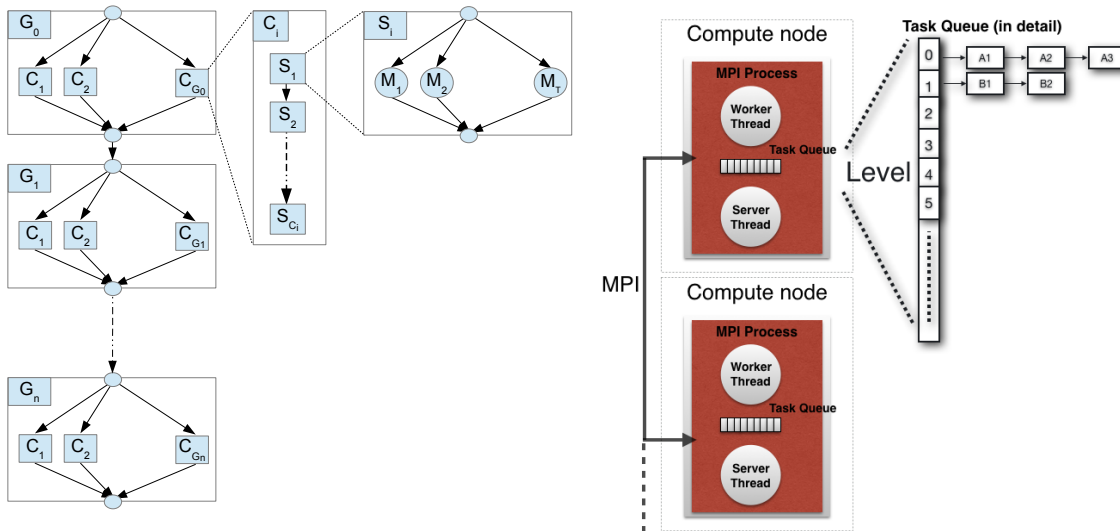 G0
C1 C2 CG0
Ci
S1
S2
SCi
Si
M1 M2 MT
G1
C1 C2 CG1
Gn
C1 C2 CGn
MPI
Compute node
MPI Process
Worker
Thread
Task Queue
Server
Thread
Compute node
MPI Process
Worker
Thread
Task Queue
Server
Thread
Level
Task Queue (in detail)
0 A1 A2 A3
1 B1 B2
2
3
4
5